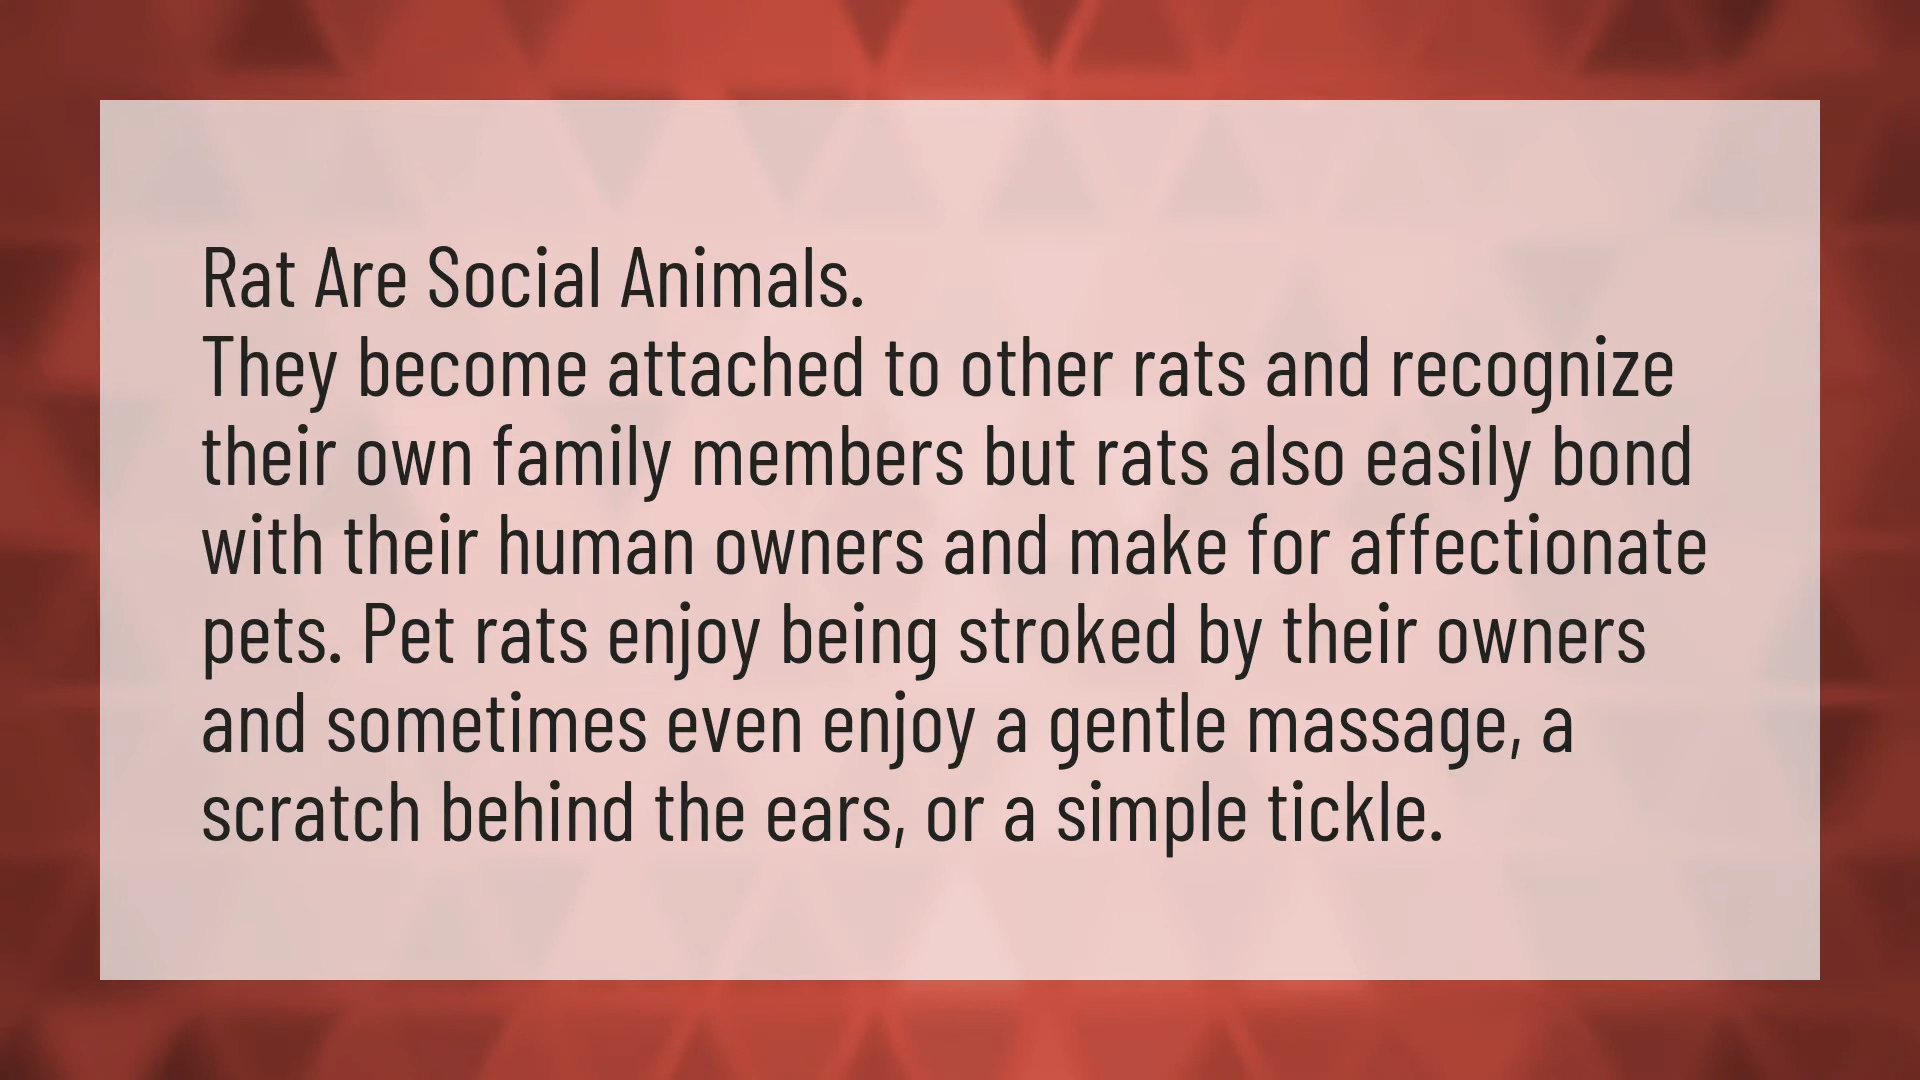 Rat Are Social Animals.
They become attached to other rats and recognize
their own family members but rats also easily bond
with their human owners and make for affectionate
pets. Pet rats enjoy being stroked by their owners
and sometimes even enjoy a gentle massage, a
scratch behind the ears, or a simple tickle.